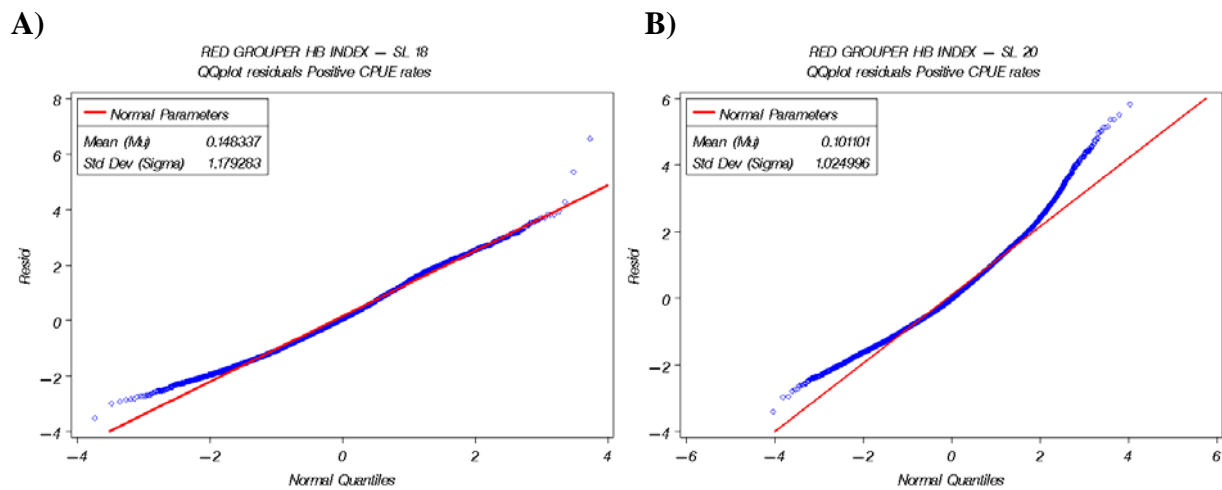 A)
RED GROUPER HB INDEX — SL 18
QQplot residuals Positive CPUE rates
8
6
4
2
0
−2
−4
Normal Parameters
Mean (Mu) 0.148337
Std Dev (Sigma) 1.179283
Resid
−4 −2 0 2 4
Normal Quantiles
B)
RED GROUPER HB INDEX — SL 20
QQplot residuals Positive CPUE rates
6
4
2
0
−2
−4
Normal Parameters
Mean (Mu) 0.101101
Std Dev (Sigma) 1.024996
Resid
−6 −4 −2 0 2 4 6
Normal Quantiles